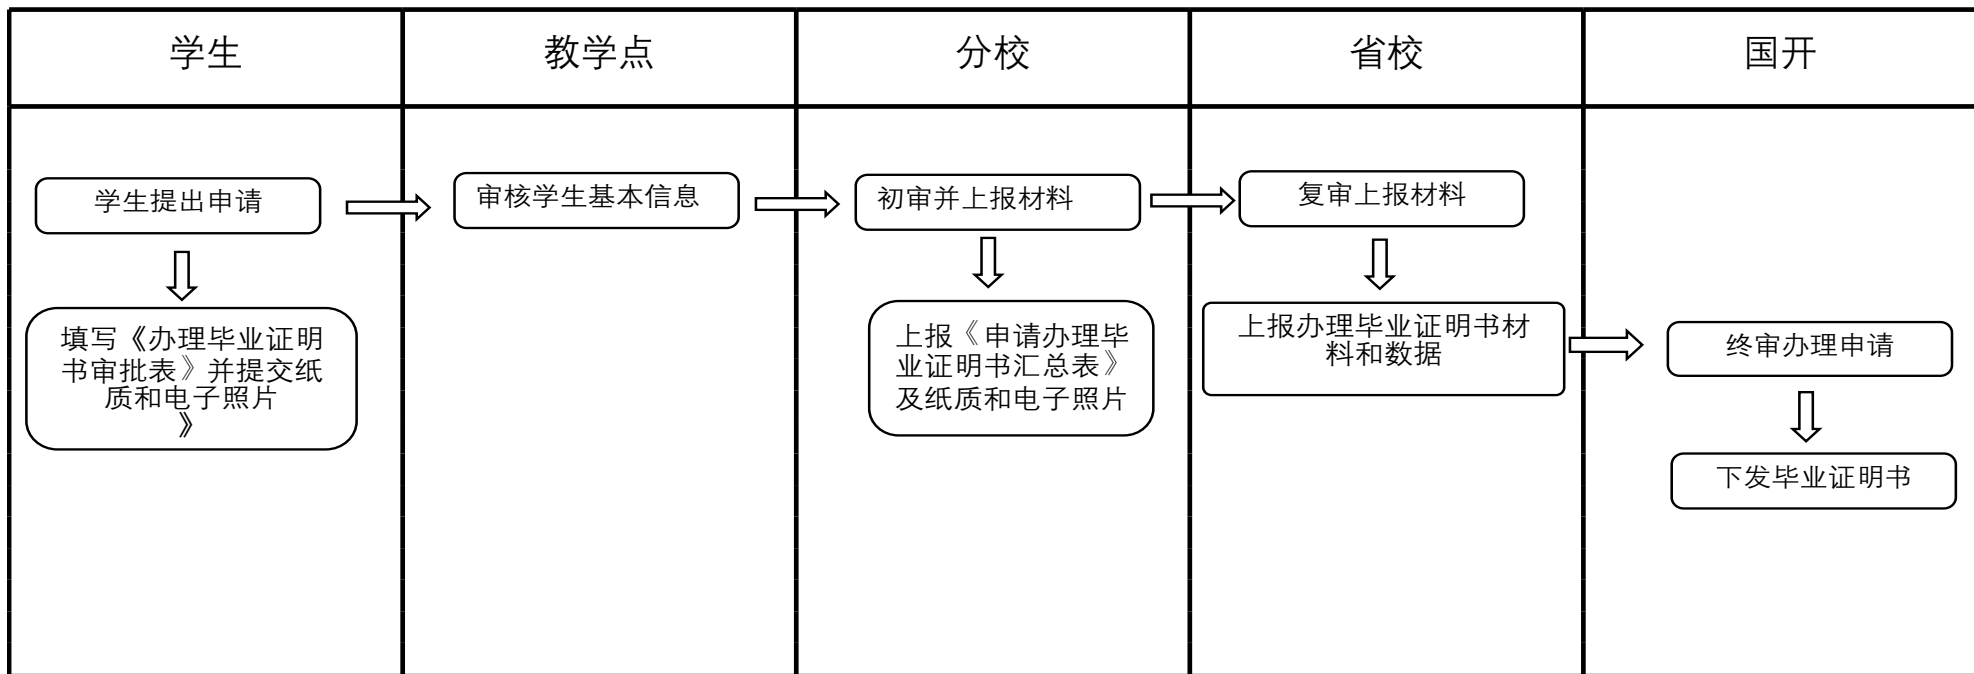 学生
教学点
分校
省校
国开
学生提出申请
审核学生基本信息
初审并上报材料
复审上报材料
填写《办理毕业证明
书审批表》并提交纸
质和电子照片
》
上报《申请办理毕
业证明书汇总表》
及纸质和电子照片
上报办理毕业证明书材
料和数据
终审办理申请
下发毕业证明书